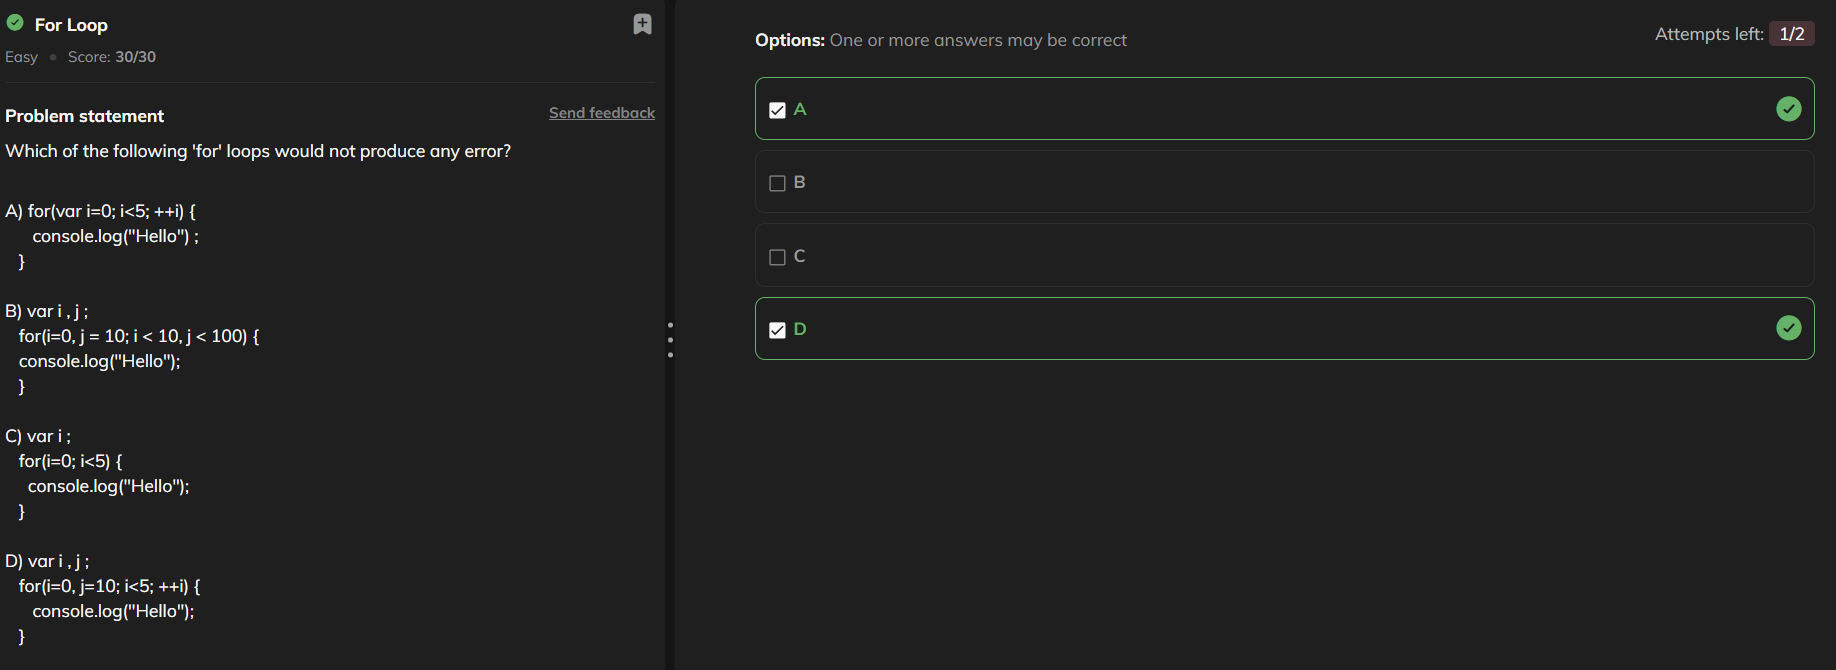 For Loop
Easy • Score: 30/30
Problem statement
Send feedback
Which of the following 'for' loops would not produce any error?
A) for(var i=0; i<5; ++i) {
console.log("Hello") ;
}
B) var i , j ;
for(i=0, j = 10; i < 10, j < 100) {
console.log("Hello");
}
C) var i ;
for(i=0; i<5) {
console.log("Hello");
}
D) var i , j ;
for(i=0, j=10; i<5; ++i) {
console.log("Hello");
}
Options: One or more answers may be correct
Attempts left: 1/2
A
B
C
D